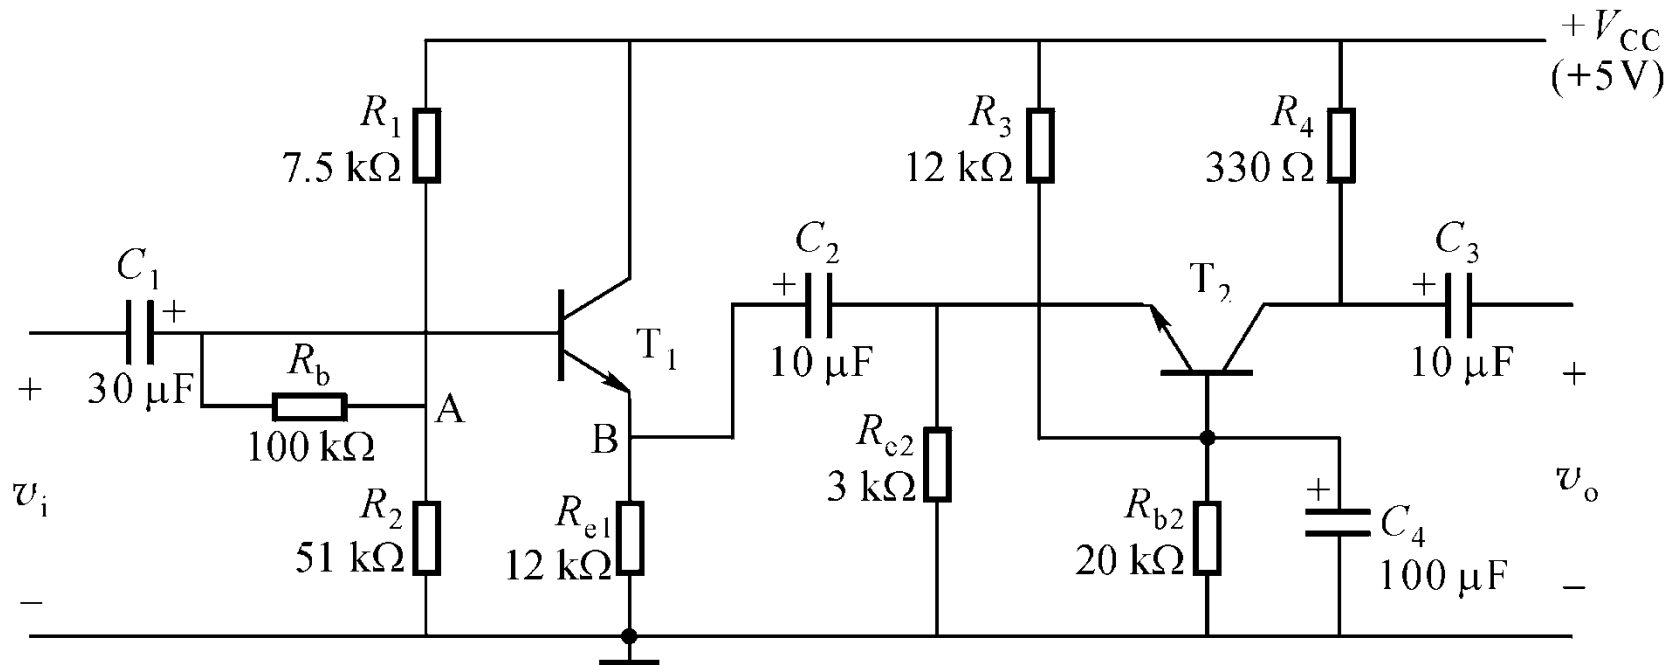 +V_CC
(+5V)
R_1
7.5 kΩ
R_3
12 kΩ
R_4
330 Ω
C_1
+
30 μF
R_b
100 kΩ
A
T_1
B
C_2
+
10 μF
T_2
C_3
+
10 μF
+
v_i
−
R_2
51 kΩ
R_e1
12 kΩ
R_e2
3 kΩ
R_b2
20 kΩ
+
C_4
100 μF
+
v_o
−